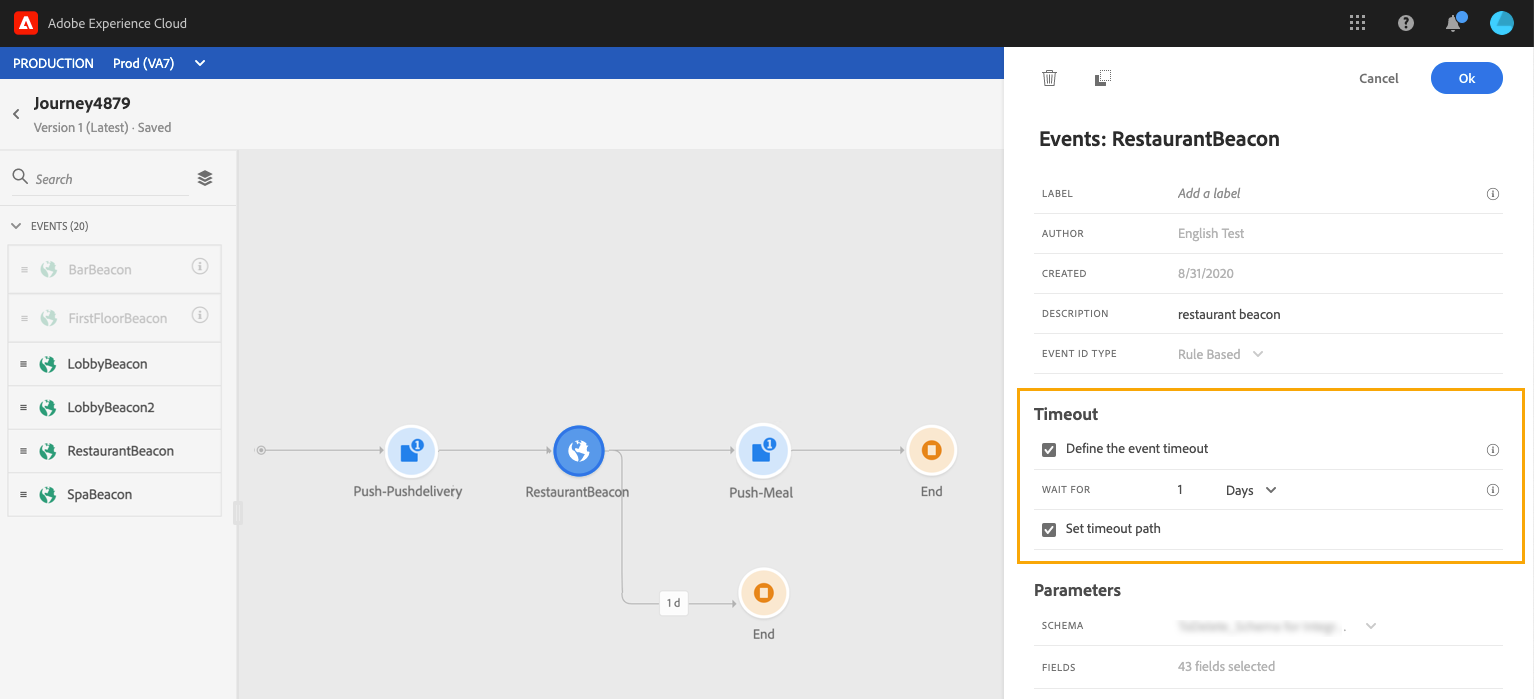 Adobe Experience Cloud
PRODUCTION Prod (VA7)
Journey4879
Version 1 (Latest) · Saved
Search
EVENTS (20)
BarBeacon
FirstFloorBeacon
LobbyBeacon
LobbyBeacon2
RestaurantBeacon
SpaBeacon
1
Push-Pushdelivery
RestaurantBeacon
1
Push-Meal
End
1 d
End
Cancel Ok
Events: RestaurantBeacon
LABEL Add a label
AUTHOR English Test
CREATED 8/31/2020
DESCRIPTION restaurant beacon
EVENT ID TYPE Rule Based
Timeout
Define the event timeout
WAIT FOR 1 Days
Set timeout path
Parameters
SCHEMA
FIELDS 43 fields selected